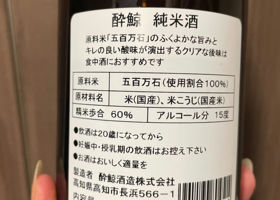 酔鯨 純米酒
原料米「五百万石」のふくよかな旨みと
キレの良い酸味が演出するクリアな後味は
食中酒におすすめです
原料米 五百万石(使用割合100%)
原材料名 米(国産)、米こうじ(国産米)
精米歩合 60% アルコール分 15度
●飲酒は20歳になってから
●妊娠中・授乳期の飲酒はお控え下さい
●お酒はおいしく適量を
製造者 酔鯨酒造株式会社
高知県高知市長浜566-1
内容量